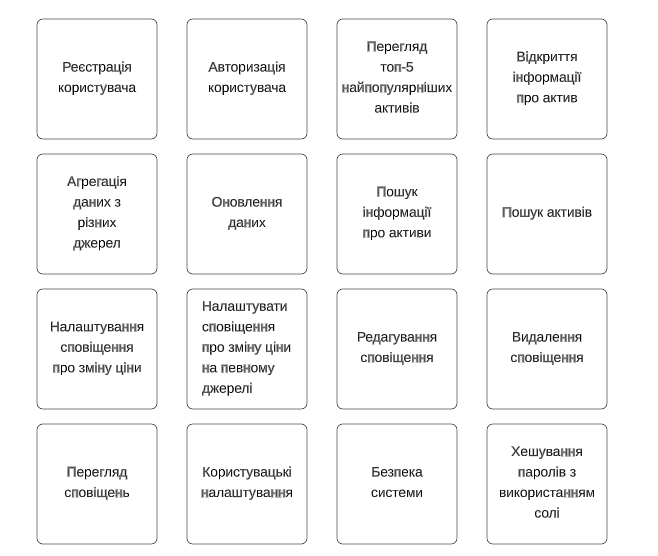 Реєстрація
користувача
Авторизація
користувача
Перегляд
топ-5
найпопулярніших
активів
Відкриття
інформації
про актив
Агрегація
даних з
різних
джерел
Оновлення
даних
Пошук
інформації
про активи
Пошук активів
Налаштування
сповіщення
про зміну ціни
Налаштувати
сповіщення
про зміну ціни
на певному
джерелі
Редагування
сповіщення
Видалення
сповіщення
Перегляд
сповіщень
Користувацькі
налаштування
Безпека
системи
Хешування
паролів з
використанням
солі